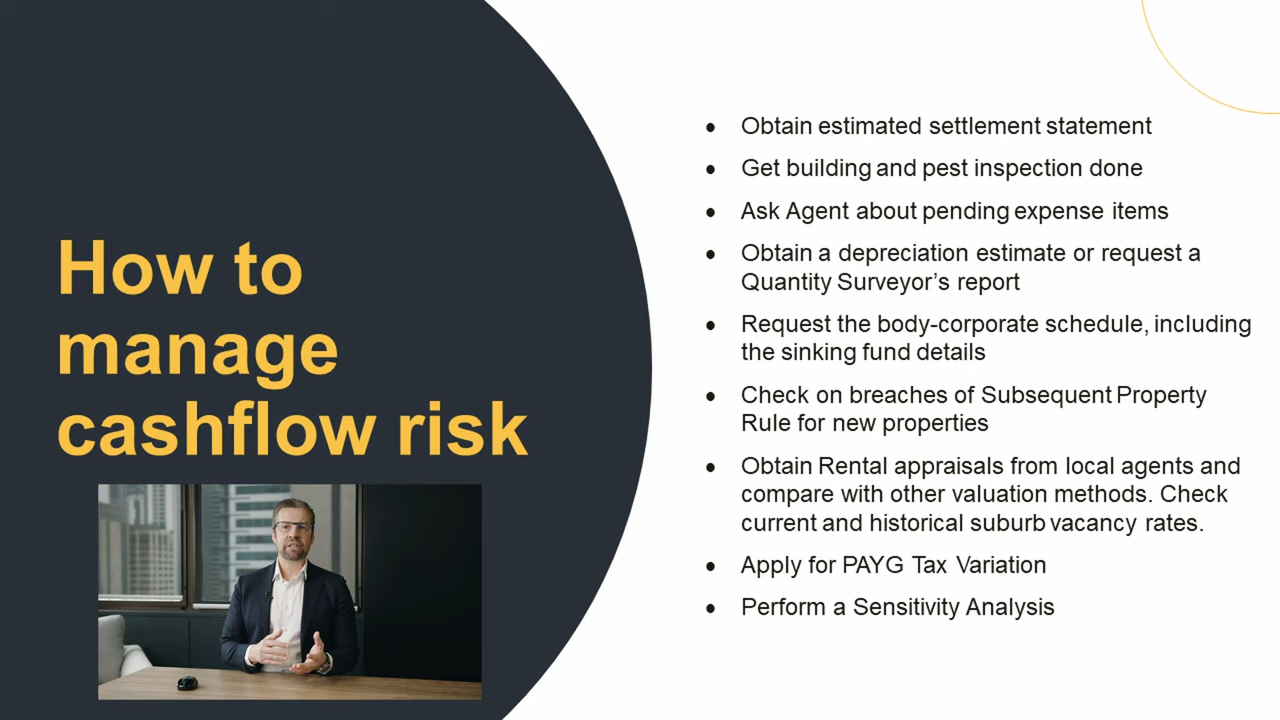 How to
manage
cashflow risk
● Obtain estimated settlement statement
● Get building and pest inspection done
● Ask Agent about pending expense items
● Obtain a depreciation estimate or request a
Quantity Surveyor’s report
● Request the body-corporate schedule, including
the sinking fund details
● Check on breaches of Subsequent Property
Rule for new properties
● Obtain Rental appraisals from local agents and
compare with other valuation methods. Check
current and historical suburb vacancy rates.
● Apply for PAYG Tax Variation
● Perform a Sensitivity Analysis